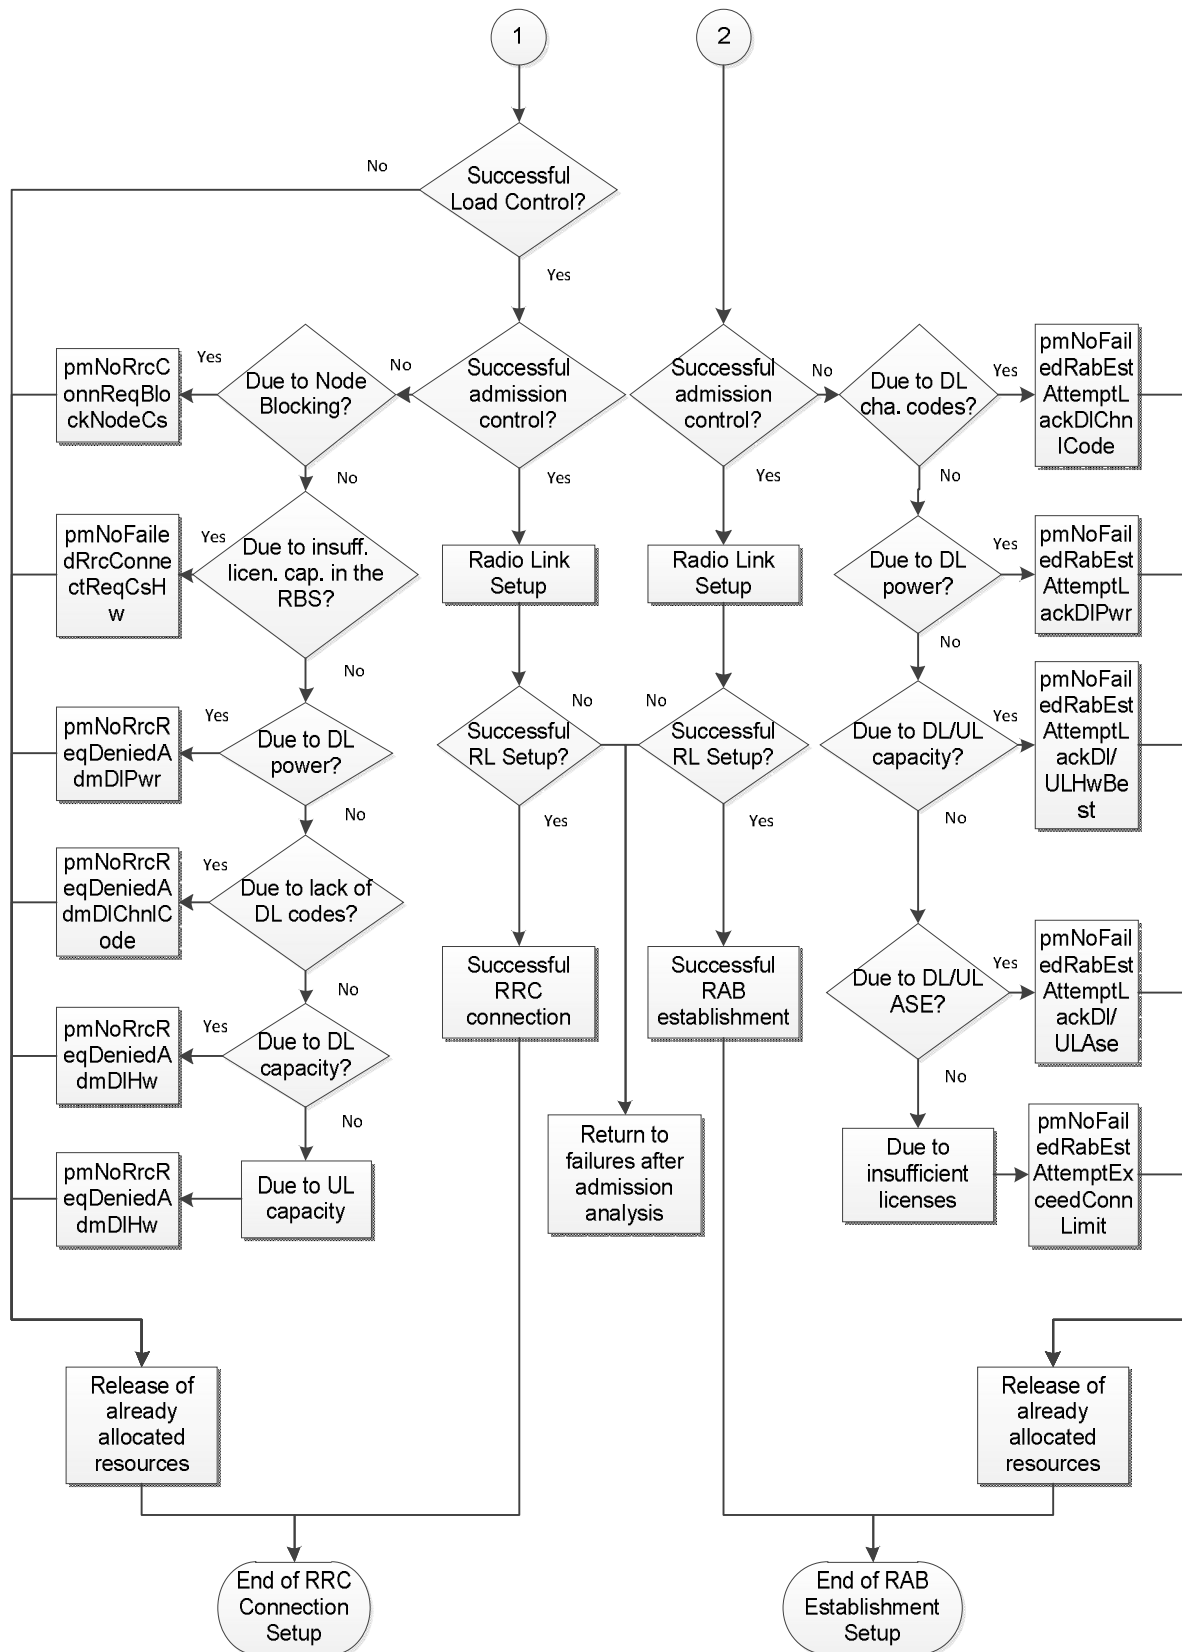 1
2
No
Successful
Load Control?
Yes
pmNoRrcC
onnReqBlo
ckNodeCs
Yes
Due to Node
Blocking?
No
Successful
admission
control?
Successful
admission
control?
No
Due to DL
cha. codes?
Yes
pmNoFail
edRabEst
AttemptL
ackDlChn
lCode
No
Yes
Yes
No
pmNoFaile
dRrcConne
ctReqCsH
w
Yes
Due to insuff.
licen. cap. in the
RBS?
Radio Link
Setup
Radio Link
Setup
Due to DL
power?
Yes
pmNoFail
edRabEst
AttemptL
ackDlPwr
No
No
No
No
pmNoRrcR
eqDeniedA
dmDlPwr
Yes
Due to DL
power?
Successful
RL Setup?
Successful
RL Setup?
Due to DL/UL
capacity?
Yes
pmNoFail
edRabEst
AttemptL
ackDl/
ULHwBe
st
No
Yes
Yes
No
pmNoRrcR
eqDeniedA
dmDlChnlC
ode
Yes
Due to lack of
DL codes?
Successful
RRC
connection
Successful
RAB
establishment
Due to DL/UL
ASE?
Yes
pmNoFail
edRabEst
AttemptL
ackDl/
ULAse
No
pmNoRrcR
eqDeniedA
dmDlHw
Yes
Due to DL
capacity?
No
No
pmNoRrcR
eqDeniedA
dmDlHw
Due to UL
capacity
Return to
failures after
admission
analysis
Due to
insufficient
licenses
pmNoFail
edRabEst
AttemptEx
ceedConn
Limit
Release of
already
allocated
resources
Release of
already
allocated
resources
End of RRC
Connection
Setup
End of RAB
Establishment
Setup